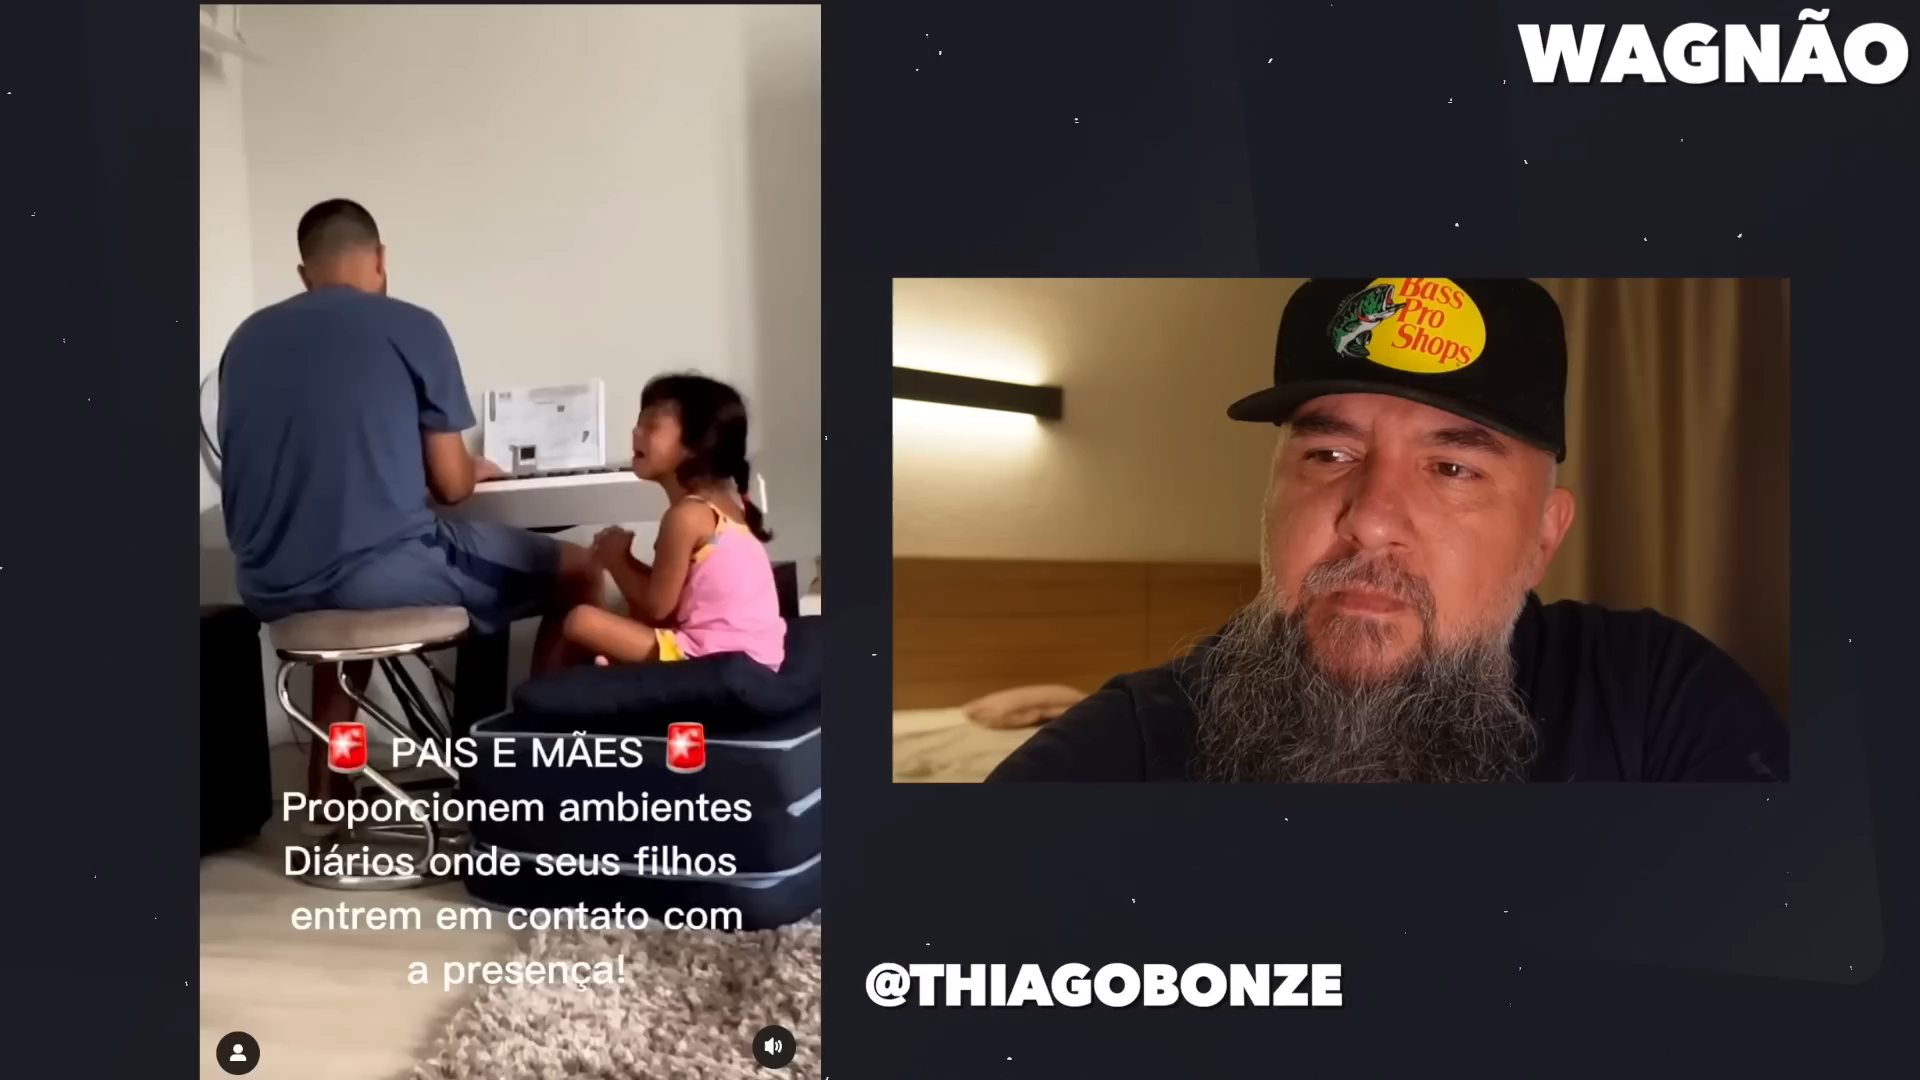 WAGNÃO
Bass
Pro
Shops
PAIS E MÃES
Proporcionem ambientes
Diários onde seus filhos
entrem em contato com
a presença!
@THIAGOBONZE